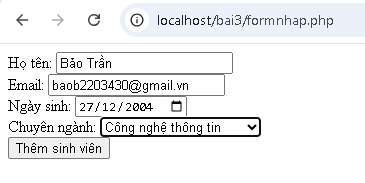 localhost/bai3/formnhap.php
Họ tên: Bảo Trần
Email: baob2203430@gmail.vn
Ngày sinh: 27/12/2004
Chuyên ngành: Công nghệ thông tin
Thêm sinh viên